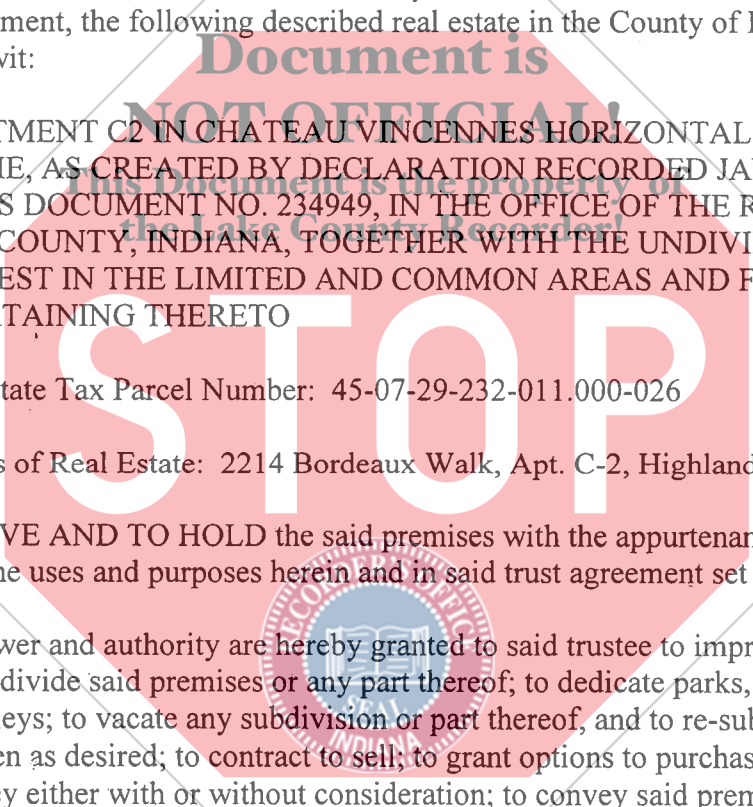 ment, the following described real estate in the County of
wit:
Document is
NOT OFFICIAL!
TMENT C2 IN CHATEAU VINCENNES HORIZONTAL
IE, AS CREATED BY DECLARATION RECORDED JA
This Document is the property of
S DOCUMENT NO. 234949, IN THE OFFICE OF THE R
the Lake County Recorder!
COUNTY, INDIANA, TOGETHER WITH THE UNDIVI
EST IN THE LIMITED AND COMMON AREAS AND F
TAINING THERETO
STOP
tate Tax Parcel Number: 45-07-29-232-011.000-026
s of Real Estate: 2214 Bordeaux Walk, Apt. C-2, Highland
VE AND TO HOLD the said premises with the appurtenan
ne uses and purposes herein and in said trust agreement set
RECORDER'S OFFICE
wer and authority are hereby granted to said trustee to impr
divide said premises or any part thereof; to dedicate parks,
leys; to vacate any subdivision or part thereof, and to re-sub
SEAL
INDIANA
en as desired; to contract to sell; to grant options to purchas
ey either with or without consideration; to convey said prem